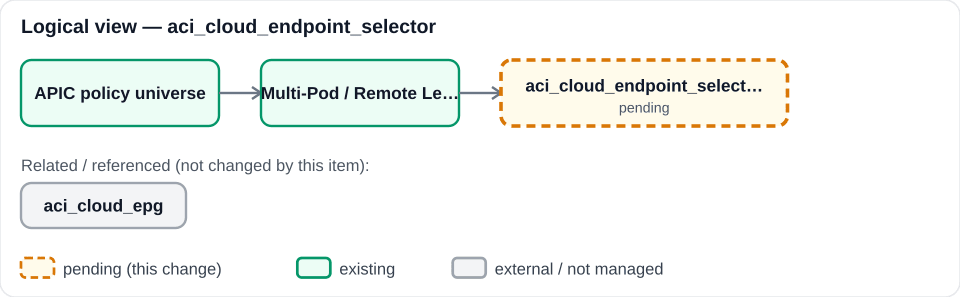 Logical view — aci_cloud_endpoint_selector
APIC policy universe
Multi-Pod / Remote Le…
aci_cloud_endpoint_select…
pending
Related / referenced (not changed by this item):
aci_cloud_epg
pending (this change)
existing
external / not managed